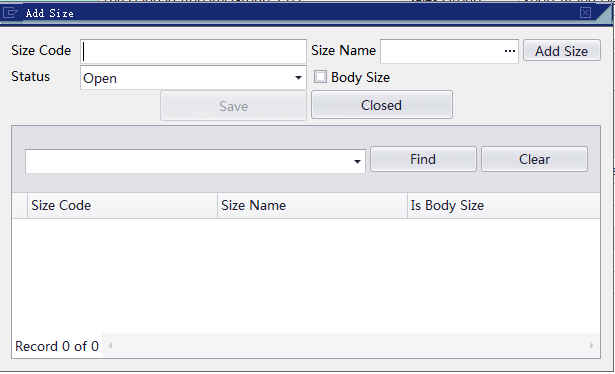 Add Size
Size Code Size Name ... Add Size
Status Open Body Size
Save Closed
Find Clear
Size Code Size Name Is Body Size
Record 0 of 0